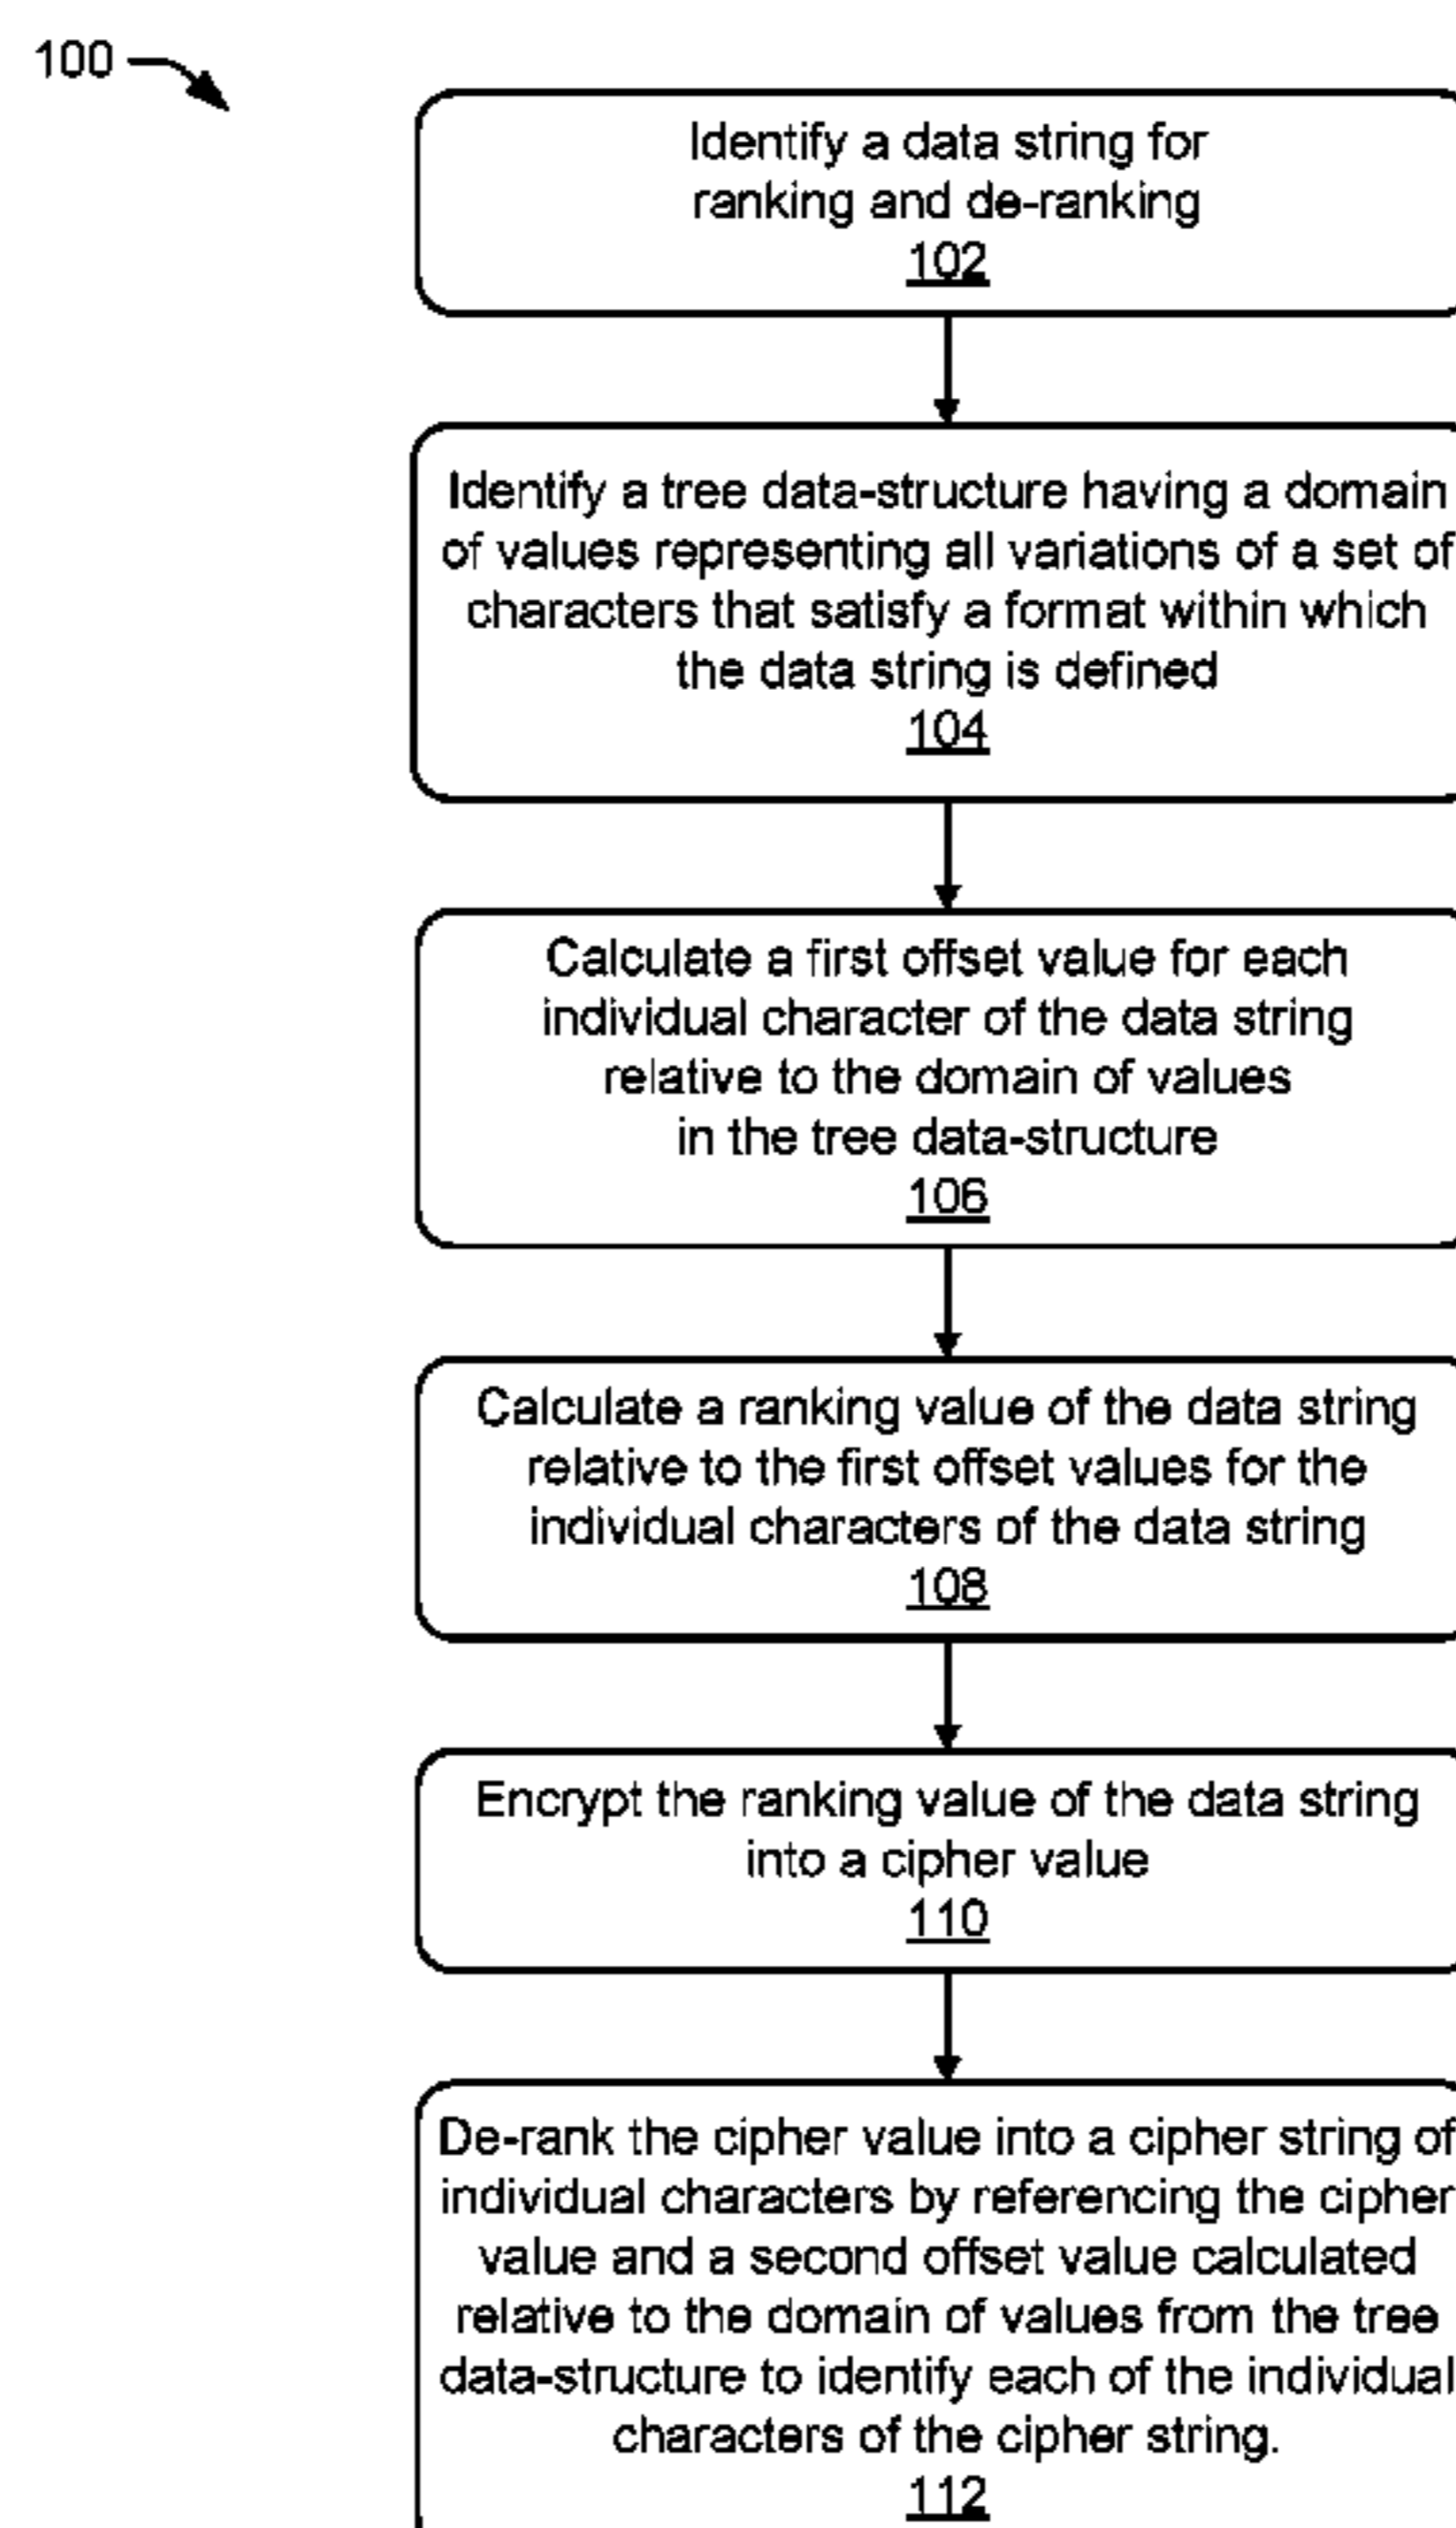 100
Identify a data string for
ranking and de-ranking
102
Identify a tree data-structure having a domain
of values representing all variations of a set of
characters that satisfy a format within which
the data string is defined
104
Calculate a first offset value for each
individual character of the data string
relative to the domain of values
in the tree data-structure
106
Calculate a ranking value of the data string
relative to the first offset values for the
individual characters of the data string
108
Encrypt the ranking value of the data string
into a cipher value
110
De-rank the cipher value into a cipher string of
individual characters by referencing the cipher
value and a second offset value calculated
relative to the domain of values from the tree
data-structure to identify each of the individual
characters of the cipher string.
112